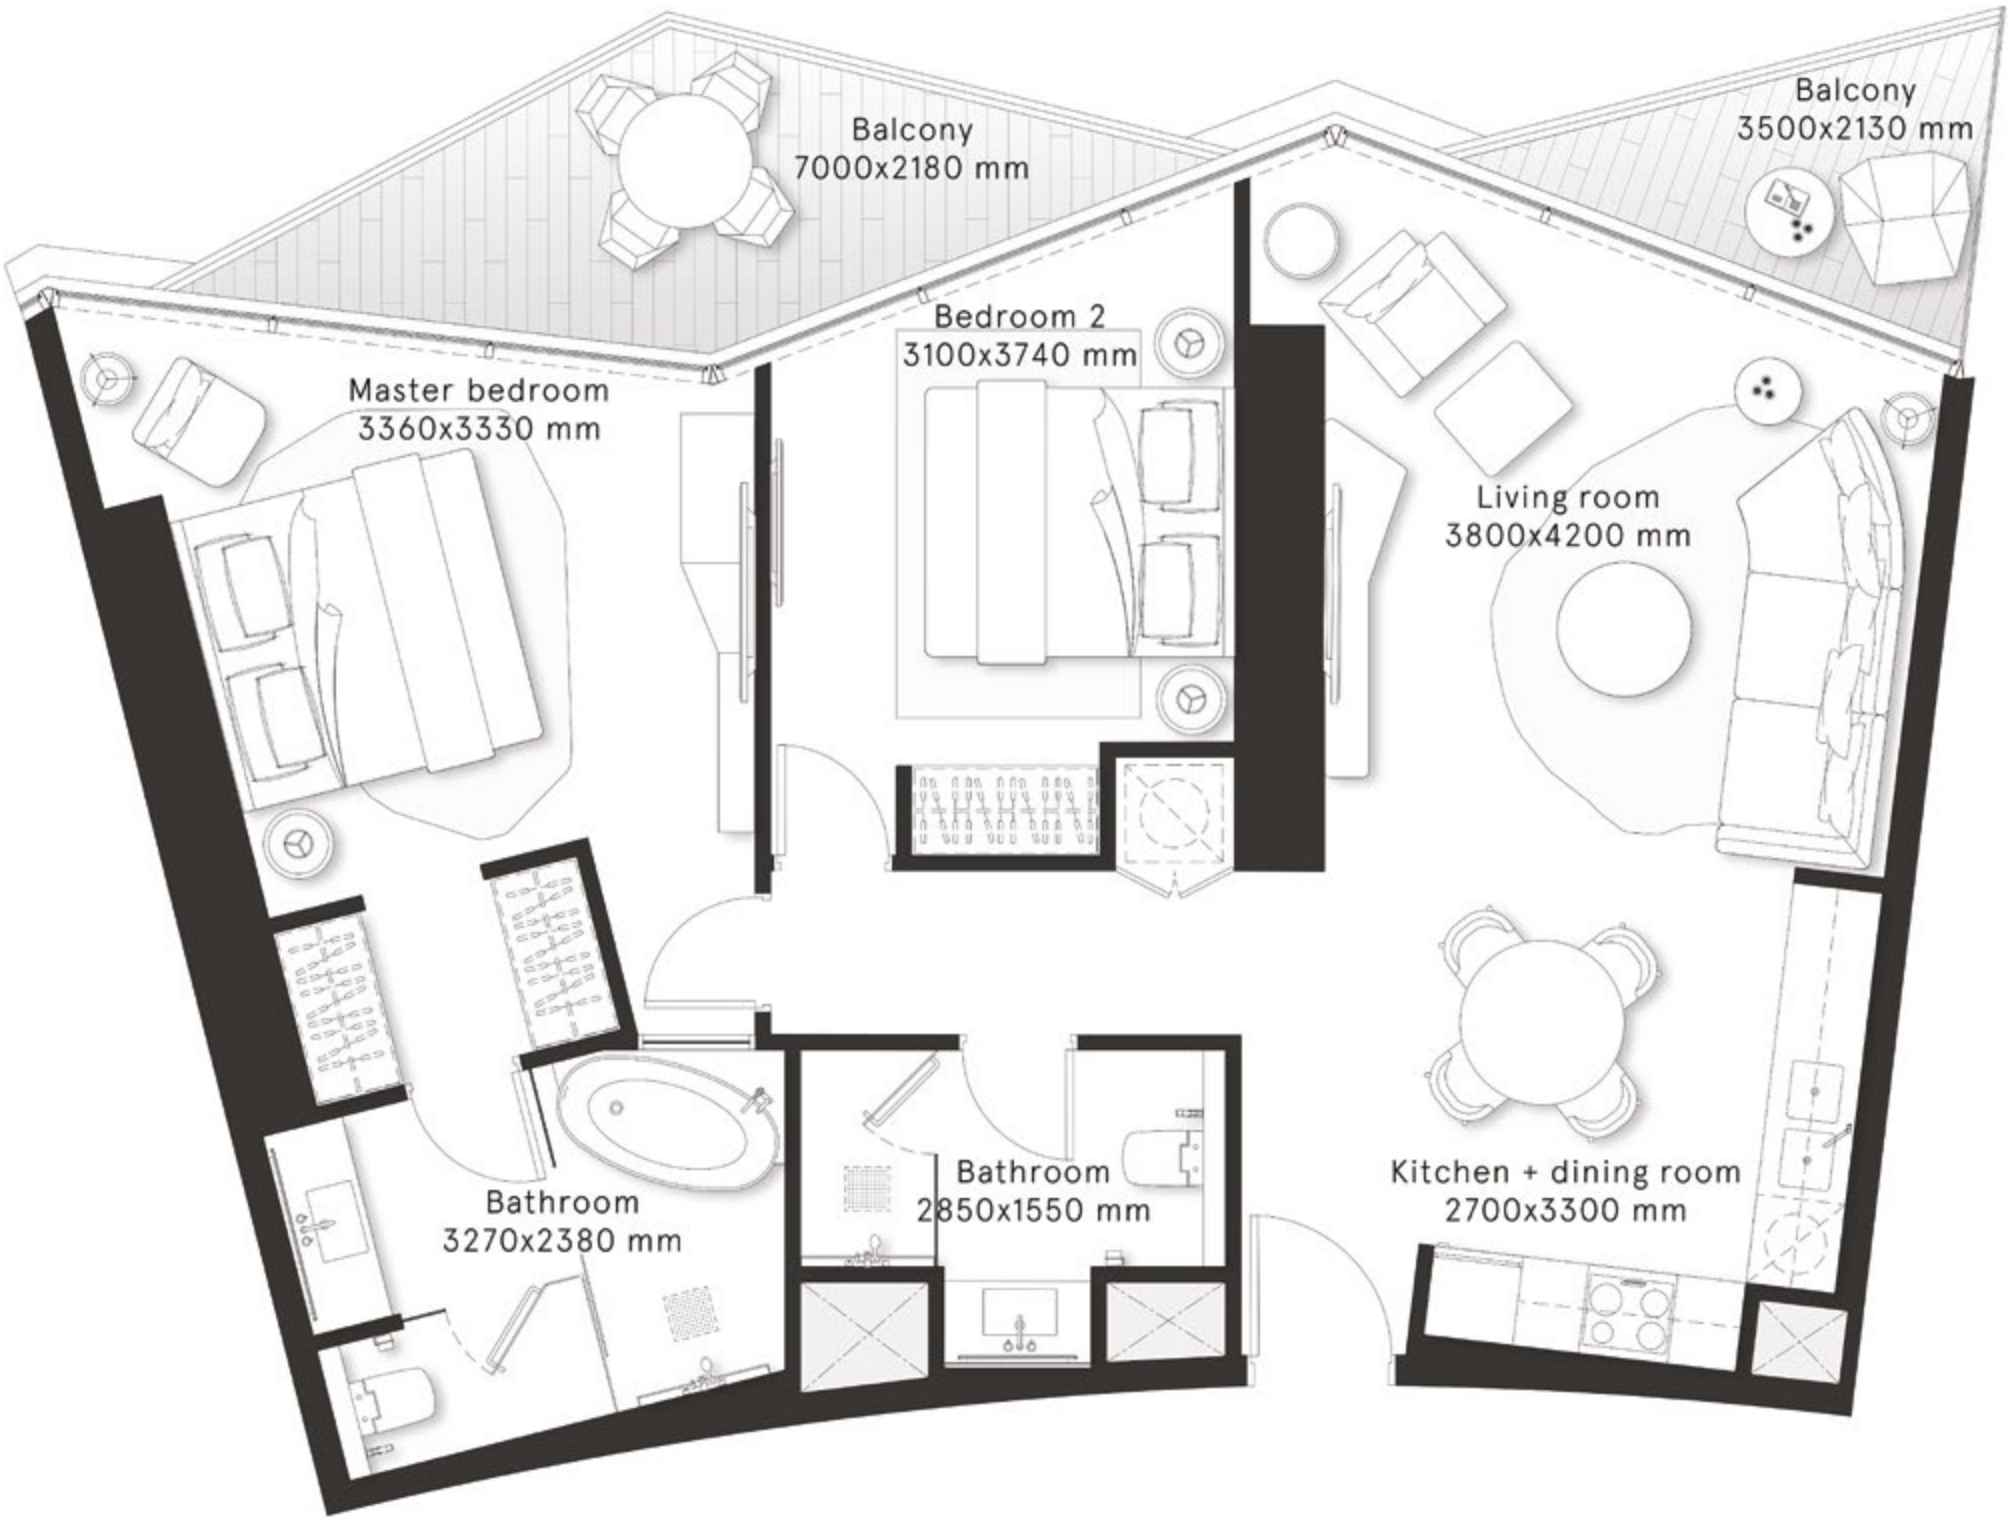 Balcony
3500x2130 mm
Balcony
7000x2180 mm
Bedroom 2
3100x3740 mm
Master bedroom
3360x3330 mm
Living room
3800x4200 mm
Bathroom
2850x1550 mm
Kitchen + dining room
2700x3300 mm
Bathroom
3270x2380 mm